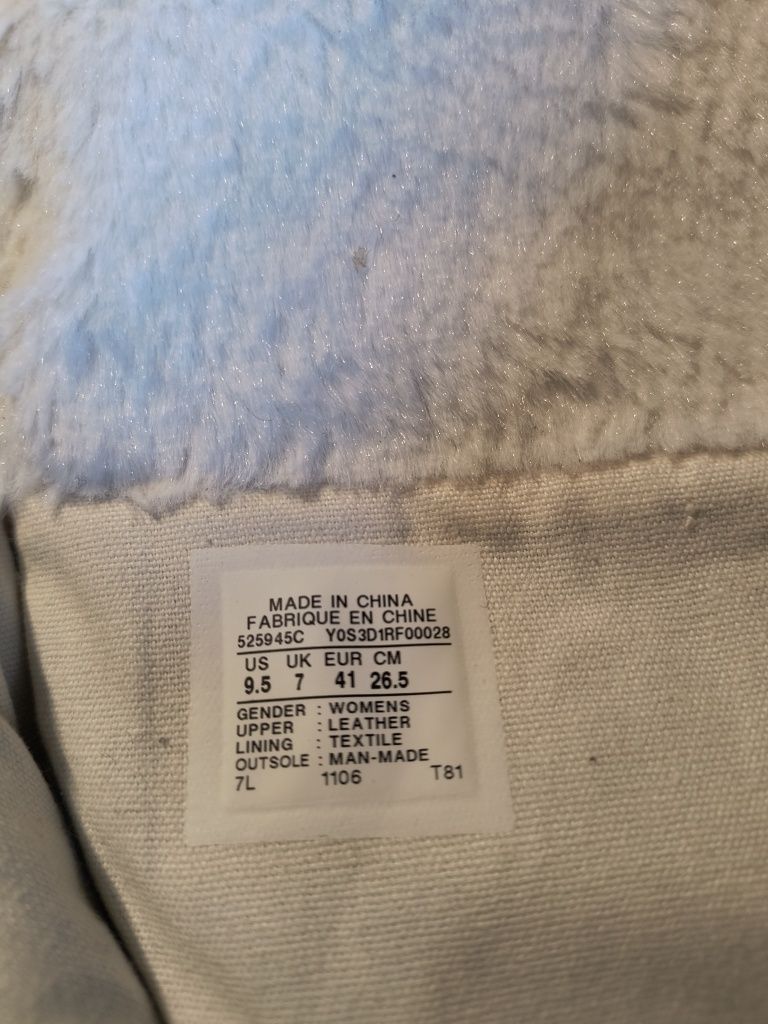 MADE IN CHINA
FABRIQUE EN CHINE
525945C Y0S3D1RF00028
US UK EUR CM
9.5 7 41 26.5
GENDER : WOMENS
UPPER : LEATHER
LINING : TEXTILE
OUTSOLE : MAN-MADE
7L 1106 T81